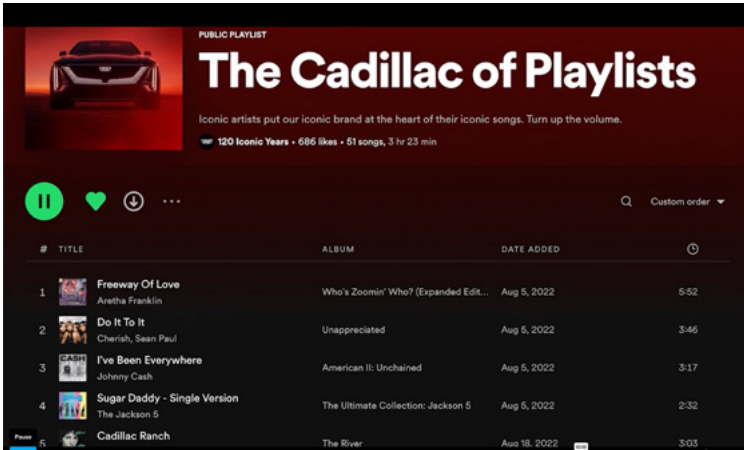 PUBLIC PLAYLIST
The Cadillac of Playlists
Iconic artists put our iconic brand at the heart of their iconic songs. Turn up the volume.
120 Iconic Years • 686 likes • 51 songs, 3 hr 23 min
Custom order
# TITLE ALBUM DATE ADDED
1 Freeway Of Love Who's Zoomin' Who? (Expanded Edit... Aug 5, 2022 5:52
Aretha Franklin
2 Do It To It Unappreciated Aug 5, 2022 3:46
Cherish, Sean Paul
3 I've Been Everywhere American II: Unchained Aug 5, 2022 3:17
Johnny Cash
CASH
4 Sugar Daddy - Single Version The Ultimate Collection: Jackson 5 Aug 5, 2022 2:32
The Jackson 5
Pause
5 Cadillac Ranch The River Aug 18, 2022 3:03